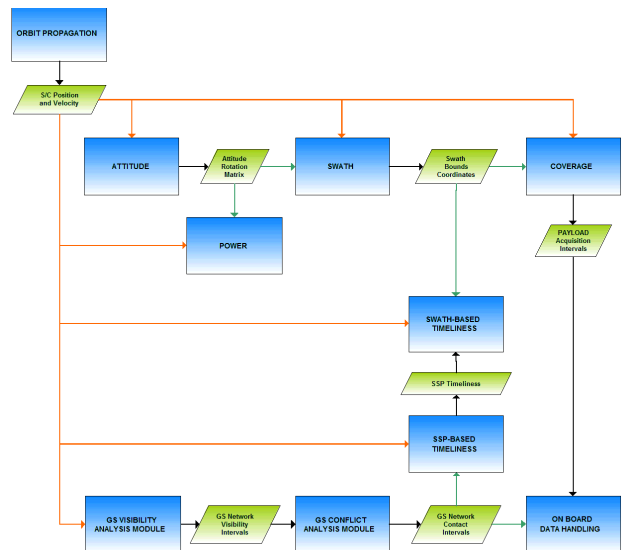 ORBIT PROPAGATION
S/C Position
and Velocity
ATTITUDE
Attitude
Rotation
Matrix
SWATH
Swath
Bounds
Coordinates
COVERAGE
PAYLOAD
Acquisition
Intervals
POWER
SWATH-BASED
TIMELINESS
SSP Timeliness
SSP-BASED
TIMELINESS
GS VISIBILITY
ANALYSIS MODULE
GS Network
Visibility
Intervals
GS CONFLICT
ANALYSIS MODULE
GS Network
Contact
Intervals
ON BOARD
DATA HANDLING